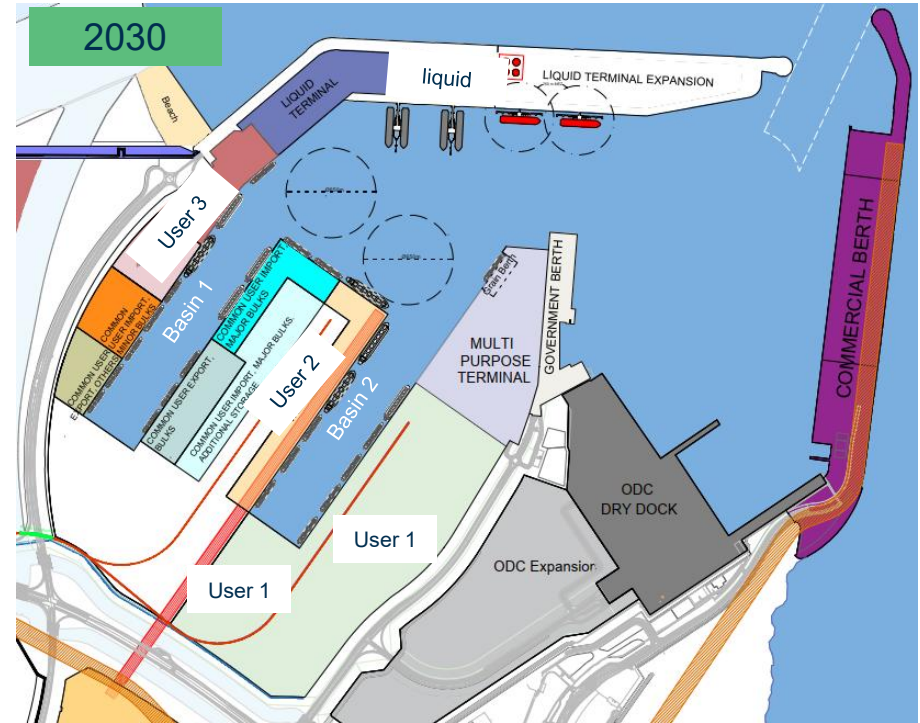 2030
liquid
LIQUID TERMINAL EXPANSION
LIQUID
TERMINAL
Beach
User 3
Basin 1
COMMON
USER IMPORT,
MINOR BULKS
COMMON USER
EXPORT, OTHERS
COMMON USER IMPORT
MAJOR BULKS
COMMON USER EXPORT,
BULKS
COMMON USER IMPORT, MAJOR BULKS.
ADDITIONAL STORAGE
User 2
Basin 2
Grain Berth
MULTI
PURPOSE
TERMINAL
GOVERNMENT BERTH
COMMERCIAL BERTH
ODC
DRY DOCK
ODC Expansion
User 1
User 1